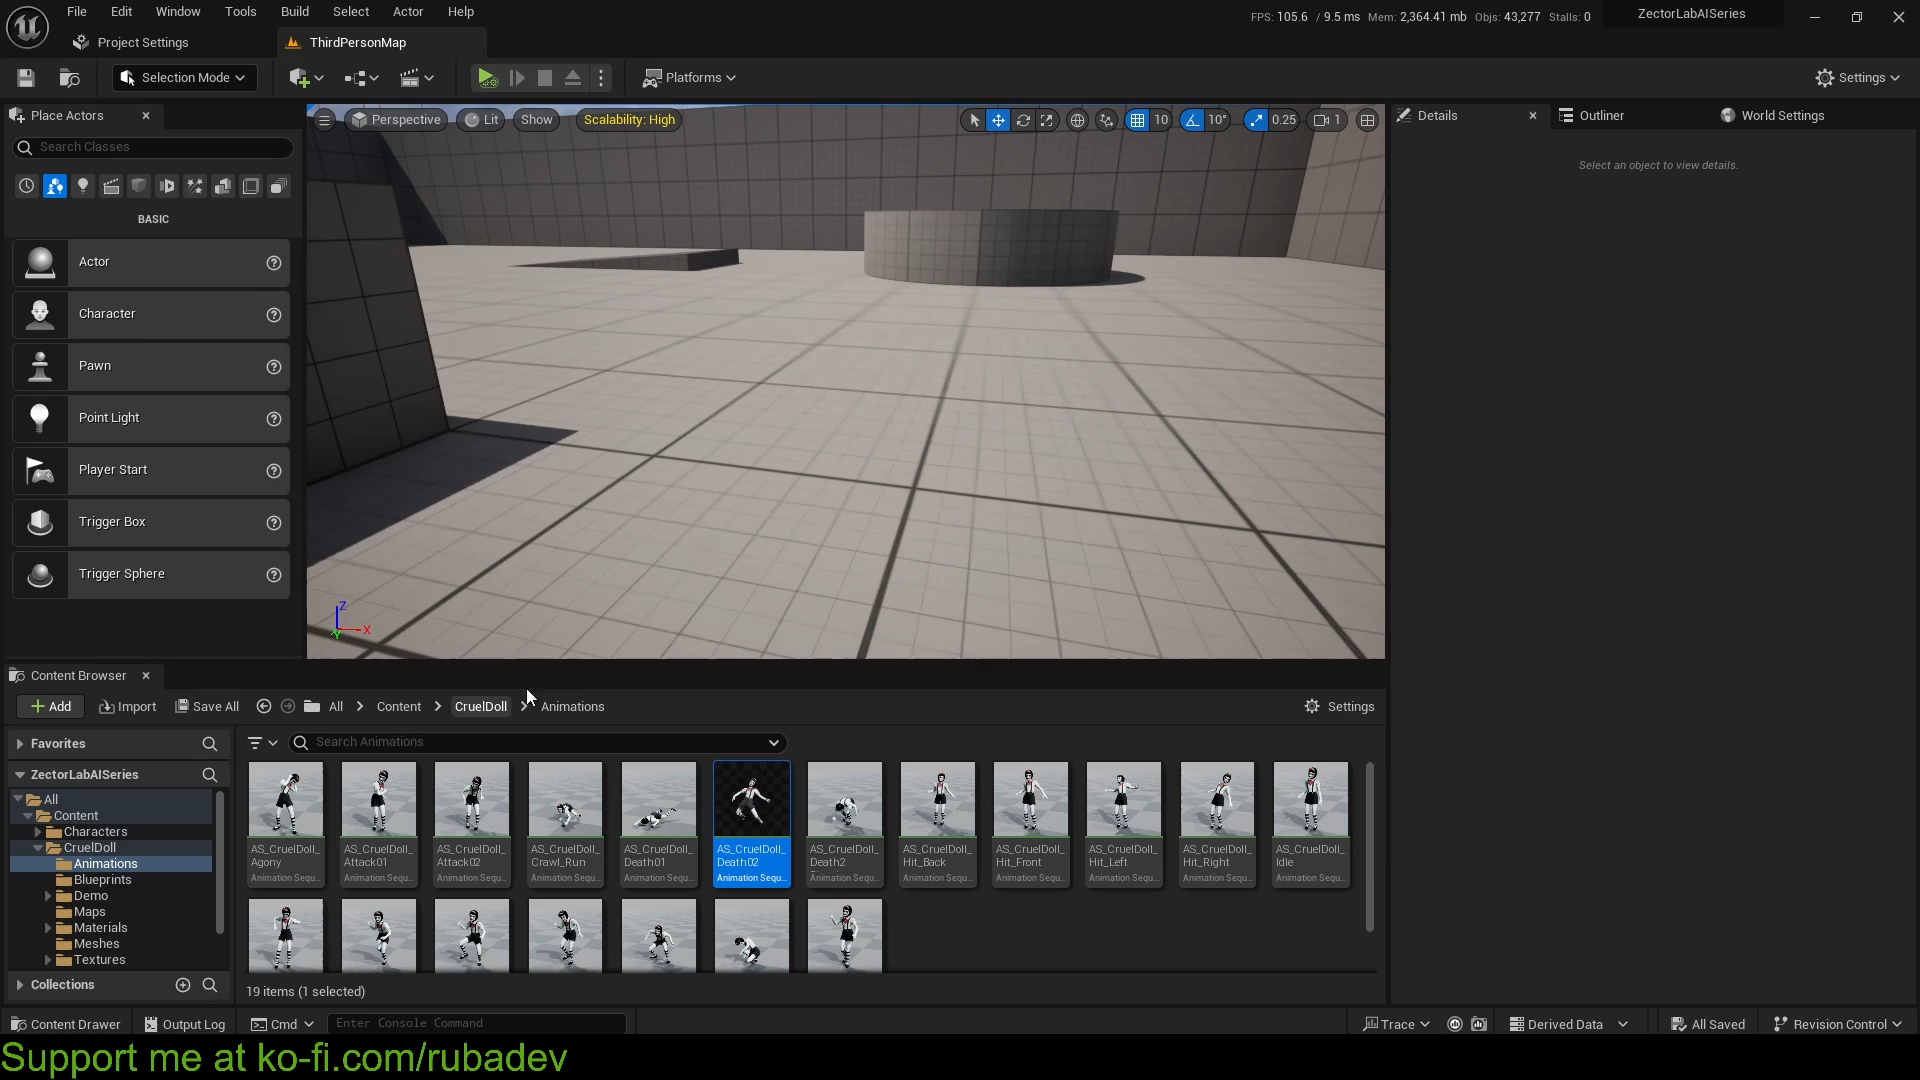 File Edit Window Tools Build Select Actor Help
FPS: 105.6 / 9.5 ms Mem: 2,364.41 mb Objs: 43,277 Stalls: 0
ZectorLabAISeries
Project Settings
ThirdPersonMap
Selection Mode
Platforms
Settings
Place Actors
Search Classes
BASIC
Actor
Character
Pawn
Point Light
Player Start
Trigger Box
Trigger Sphere
Perspective
Lit
Show
Scalability: High
10
10°
0.25
1
Z
X
Y
Details
Outliner
World Settings
Select an object to view details.
Content Browser
Add
Import
Save All
All
Content
CruelDoll
Animations
Settings
Favorites
ZectorLabAISeries
All
Content
Characters
CruelDoll
Animations
Blueprints
Demo
Maps
Materials
Meshes
Textures
Collections
Search Animations
AS_CruelDoll_
Agony
Animation Sequ...
AS_CruelDoll_
Attack01
Animation Sequ...
AS_CruelDoll_
Attack02
Animation Sequ...
AS_CruelDoll_
Crawl_Run
Animation Sequ...
AS_CruelDoll_
Death01
Animation Sequ...
AS_CruelDoll_
Death02
Animation Sequ...
AS_CruelDoll_
Death2
Animation Sequ...
AS_CruelDoll_
Hit_Back
Animation Sequ...
AS_CruelDoll_
Hit_Front
Animation Sequ...
AS_CruelDoll_
Hit_Left
Animation Sequ...
AS_CruelDoll_
Hit_Right
Animation Sequ...
AS_CruelDoll_
Idle
Animation Sequ...
19 items (1 selected)
Content Drawer
Output Log
Cmd
Enter Console Command
Trace
Derived Data
All Saved
Revision Control
Support me at ko-fi.com/rubadev